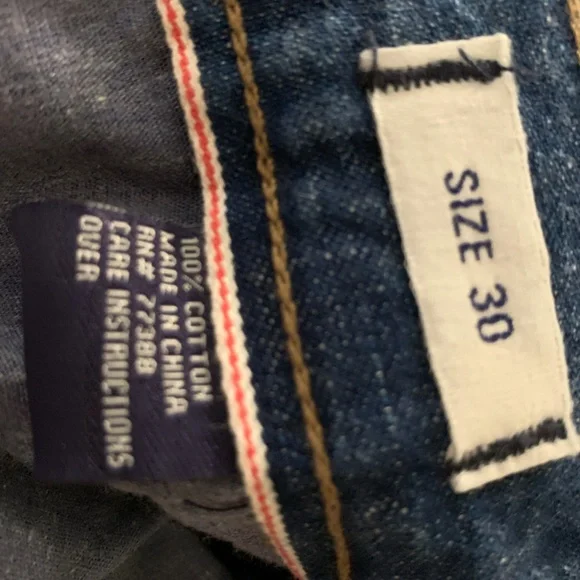 100% COTTON
MADE IN CHINA
RN# 77388
CARE INSTRUCTIONS
OVER
SIZE 30